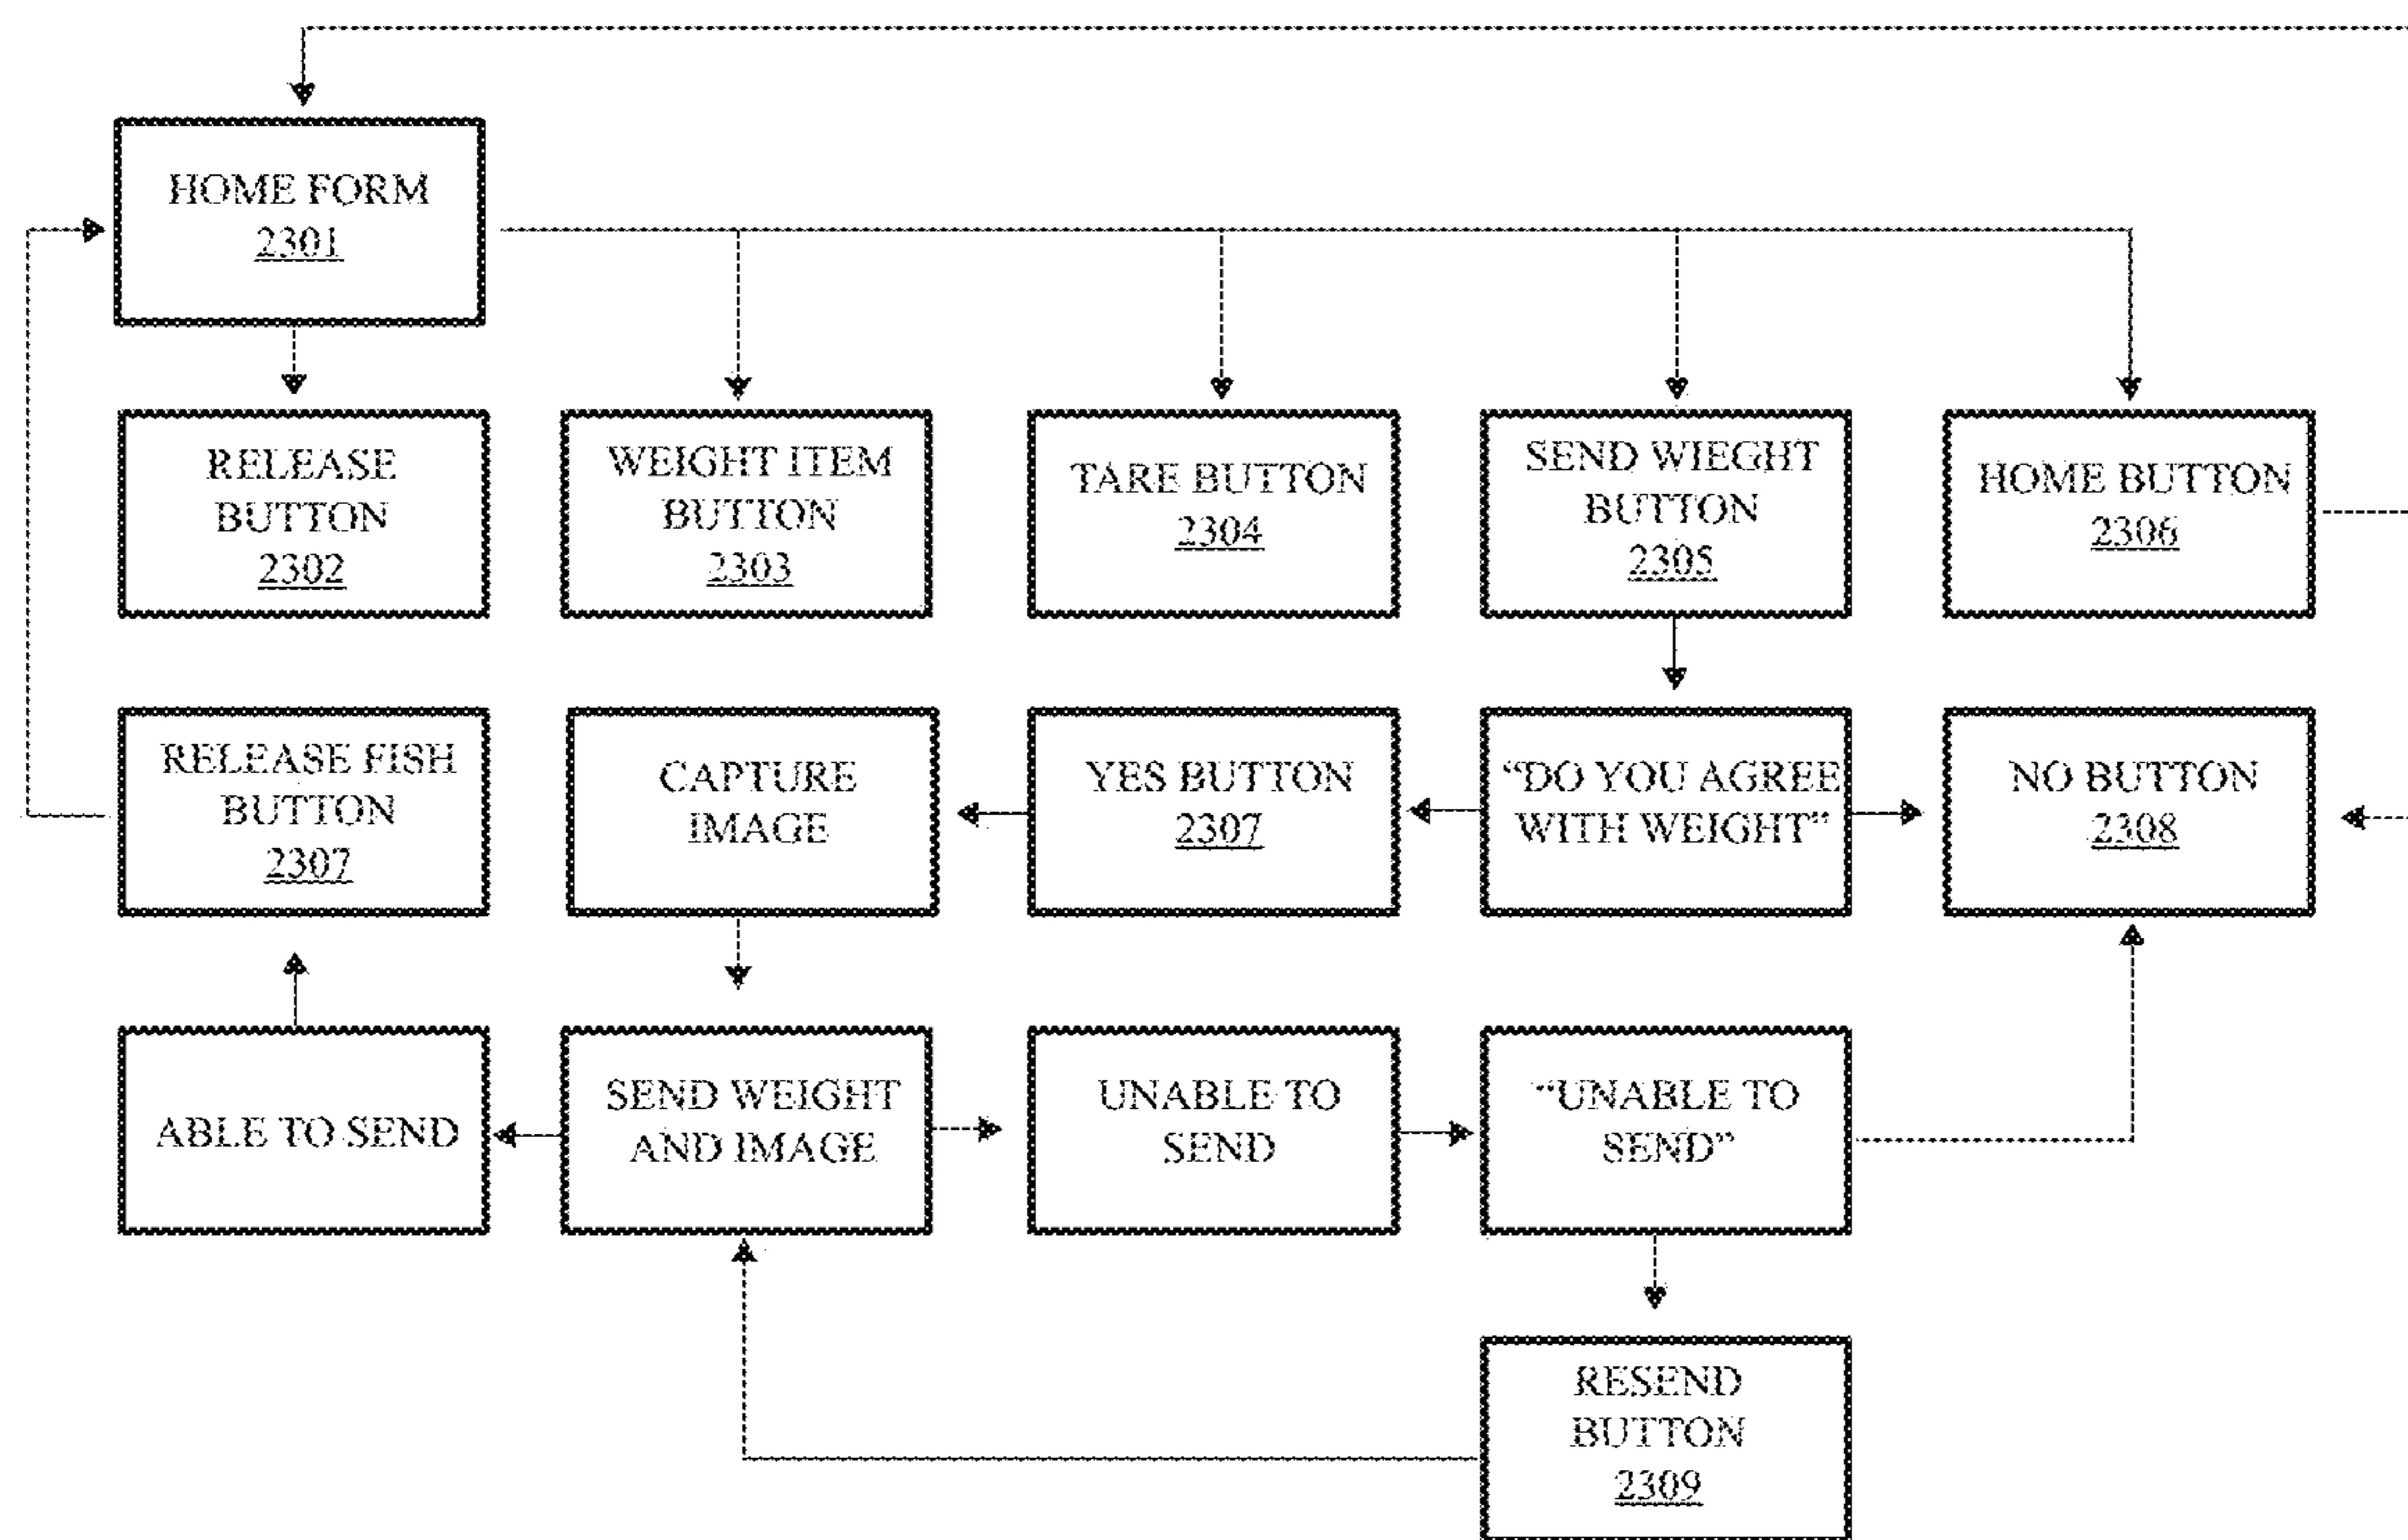 HOME FORM
2301
RELEASE
BUTTON
2302
WEIGHT ITEM
BUTTON
2303
TARE BUTTON
2304
SEND WIEGHT
BUTTON
2305
HOME BUTTON
2306
RELEASE FISH
BUTTON
2307
CAPTURE
IMAGE
YES BUTTON
2307
“DO YOU AGREE
WITH WEIGHT“
NO BUTTON
2308
ABLE TO SEND
SEND WEIGHT
AND IMAGE
UNABLE TO
SEND
“UNABLE TO
SEND”
RESEND
BUTTON
2309